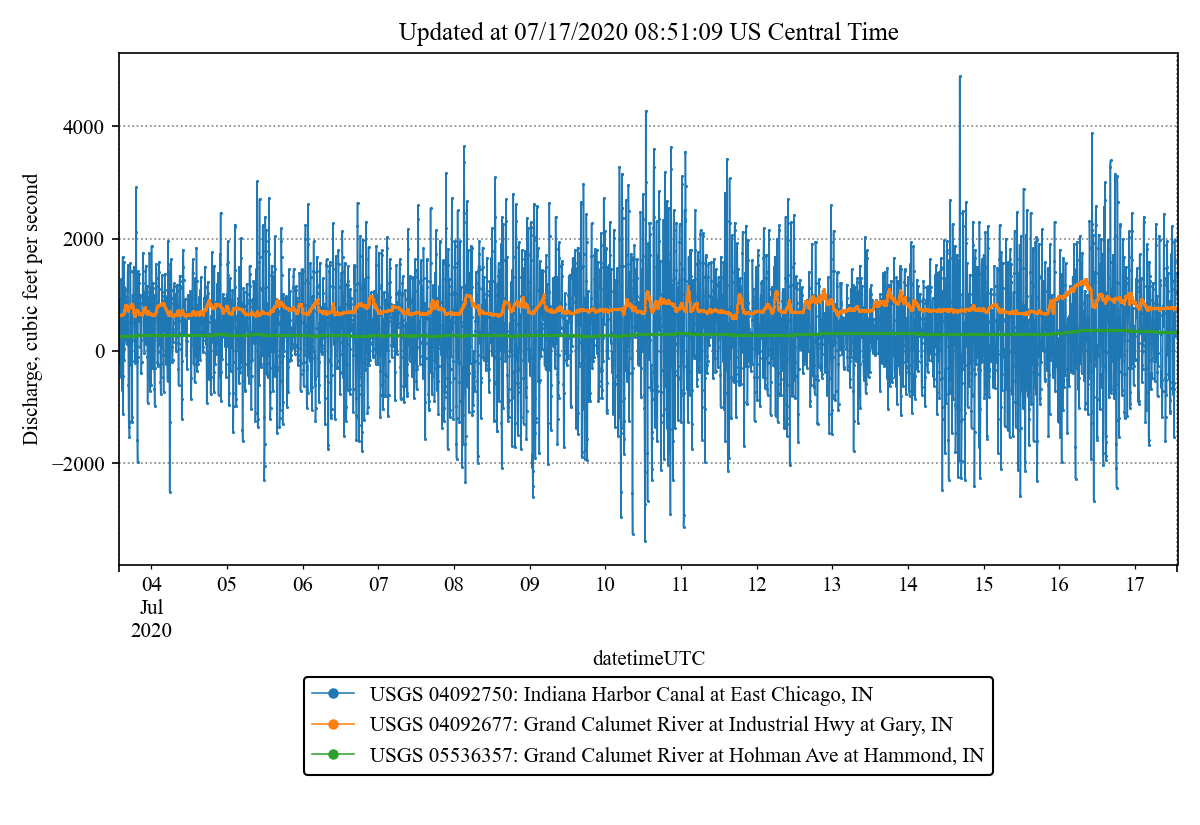 Updated at 07/17/2020 08:51:09 US Central Time
Discharge, cubic feet per second
4000
2000
0
−2000
04 05 06 07 08 09 10 11 12 13 14 15 16 17
Jul
2020
datetimeUTC
USGS 04092750: Indiana Harbor Canal at East Chicago, IN
USGS 04092677: Grand Calumet River at Industrial Hwy at Gary, IN
USGS 05536357: Grand Calumet River at Hohman Ave at Hammond, IN